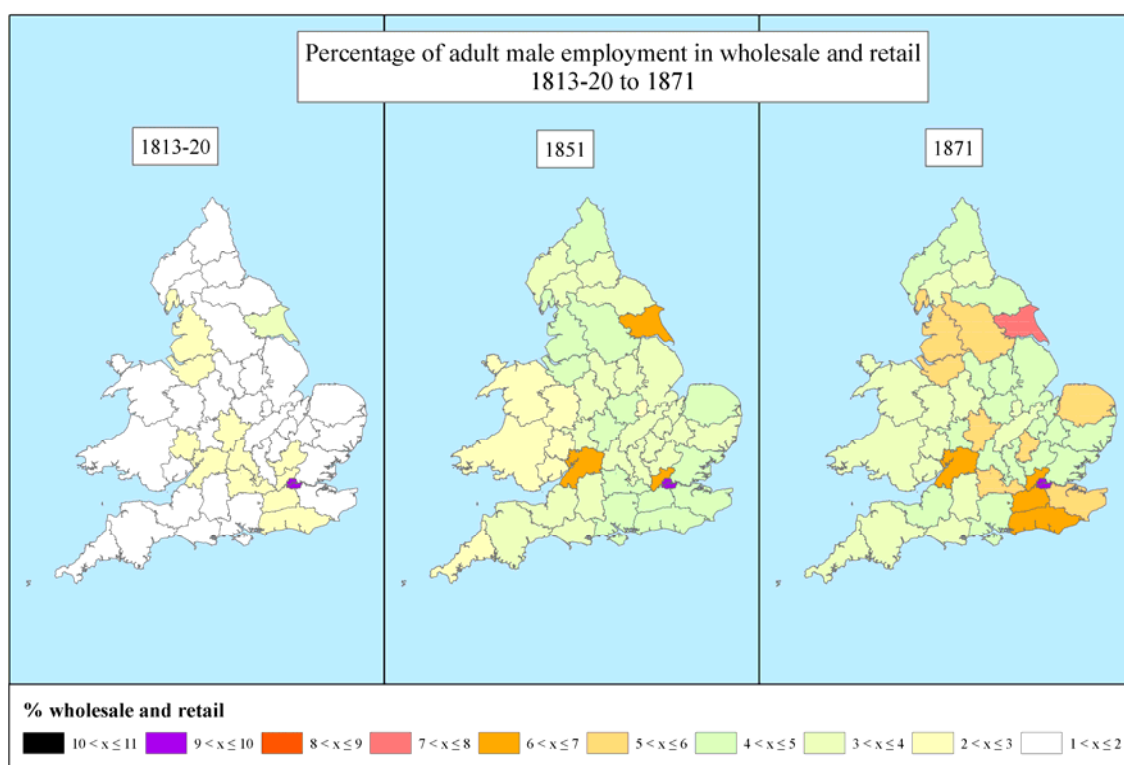 Percentage of adult male employment in wholesale and retail
1813-20 to 1871
1813-20
1851
1871
% wholesale and retail
10 < x ≤ 11
9 < x ≤ 10
8 < x ≤ 9
7 < x ≤ 8
6 < x ≤ 7
5 < x ≤ 6
4 < x ≤ 5
3 < x ≤ 4
2 < x ≤ 3
1 < x ≤ 2